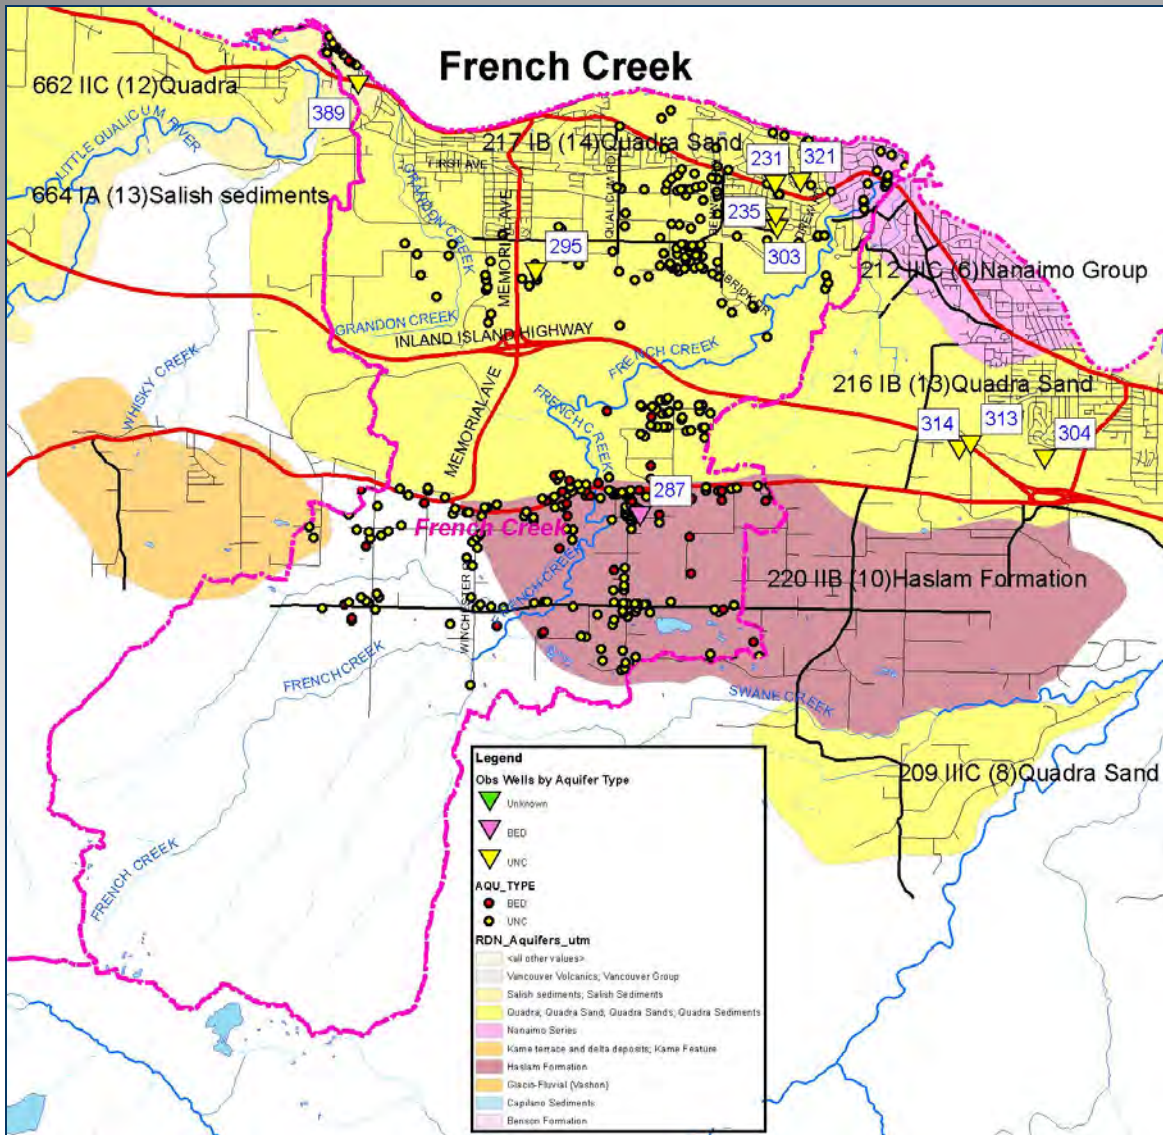 French Creek
662 IIC (12)Quadra
389
LITTLE QUALICUM RIVER
217 IB (14)Quadra Sand
231
321
FIRST AVE
664 IA (13)Salish sediments
GRANDON CREEK
MEMORIAL AVE
QUALICUM RD
235
295
303
212 IIIC (6)Nanaimo Group
GRANDON CREEK
INLAND ISLAND HIGHWAY
FRENCH CREEK
WHISKY CREEK
216 IB (13)Quadra Sand
MEMORIAL AVE
FRENCH CREEK
314
313
304
287
French Creek
220 IIB (10)Haslam Formation
FRENCH CREEK
WINCHESTER
FRENCH CREEK
SWANE CREEK
209 IIIC (8)Quadra Sand
FRENCH CREEK
Legend
Obs Wells by Aquifer Type
Unknown
BED
UNC
AQU_TYPE
BED
UNC
RDN_Aquifers_utm
<all other values>
Vancouver Volcanics; Vancouver Group
Salish sediments; Salish Sediments
Quadra; Quadra Sand; Quadra Sands; Quadra Sediments
Nanaimo Series
Kame terrace and delta deposits; Kame Feature
Haslam Formation
Glacio-Fluvial (Vashon)
Capilano Sediments
Benson Formation